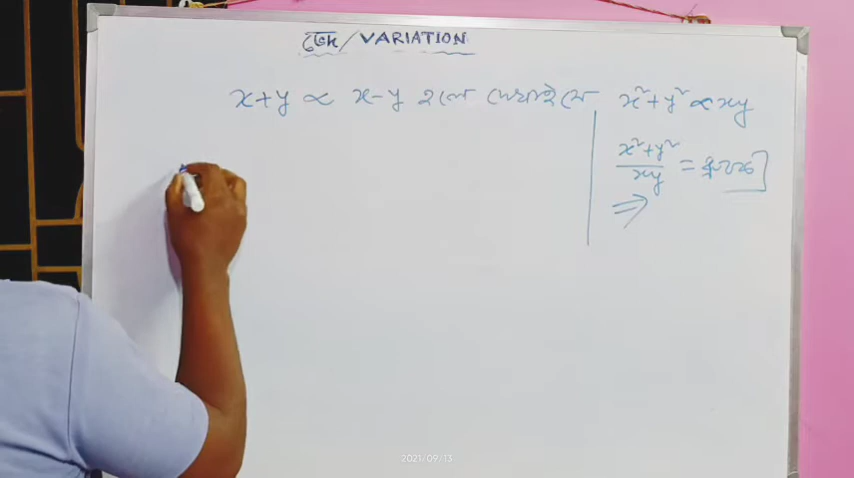 ভেদ/VARIATION
x+y ∝ x-y হলে দেখাই যে x²+y² ∝ xy
x²+y²/xy = ধ্রুবক]
⇒
2021/09/13